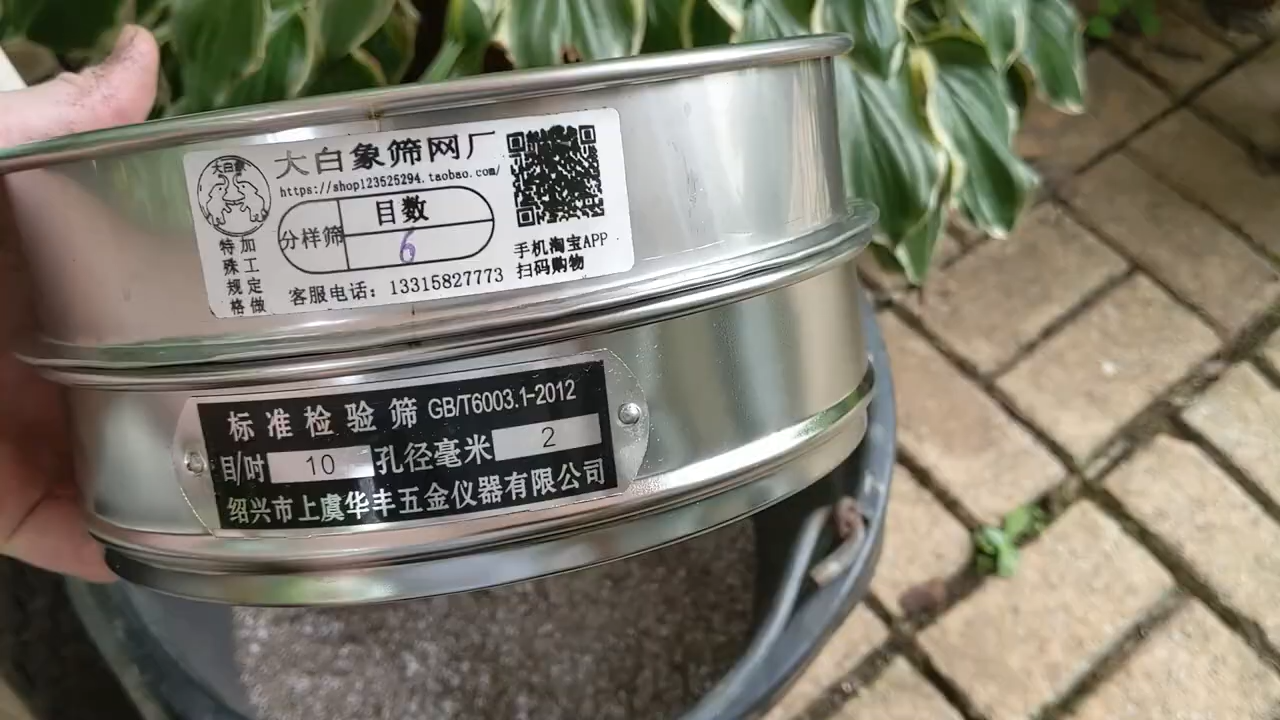 大白象
大白象筛网厂
https://shop123525294.taobao.com/
分样筛
目数
6
特殊规格
加工定做
客服电话：13315827773
手机淘宝APP
扫码购物
标准检验筛 GB/T6003.1-2012
目/吋 10 孔径毫米 2
绍兴市上虞华丰五金仪器有限公司